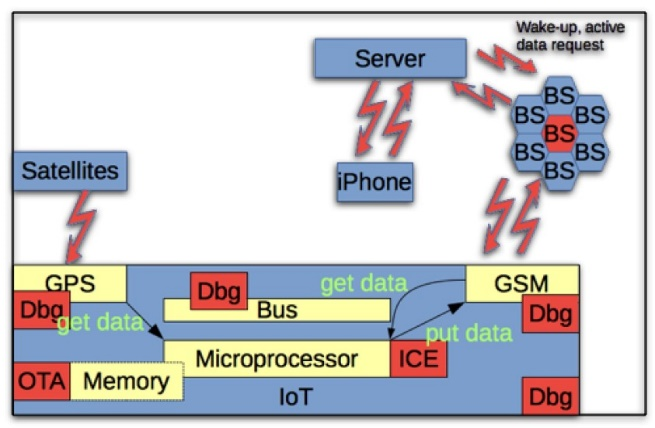 Wake-up, active
data request
Server
BS
BS BS
BS
BS BS
BS
Satellites
iPhone
GPS
GSM
Dbg
get data
Dbg
Bus
get data
put data
Dbg
Microprocessor
ICE
OTA
Memory
IoT
Dbg